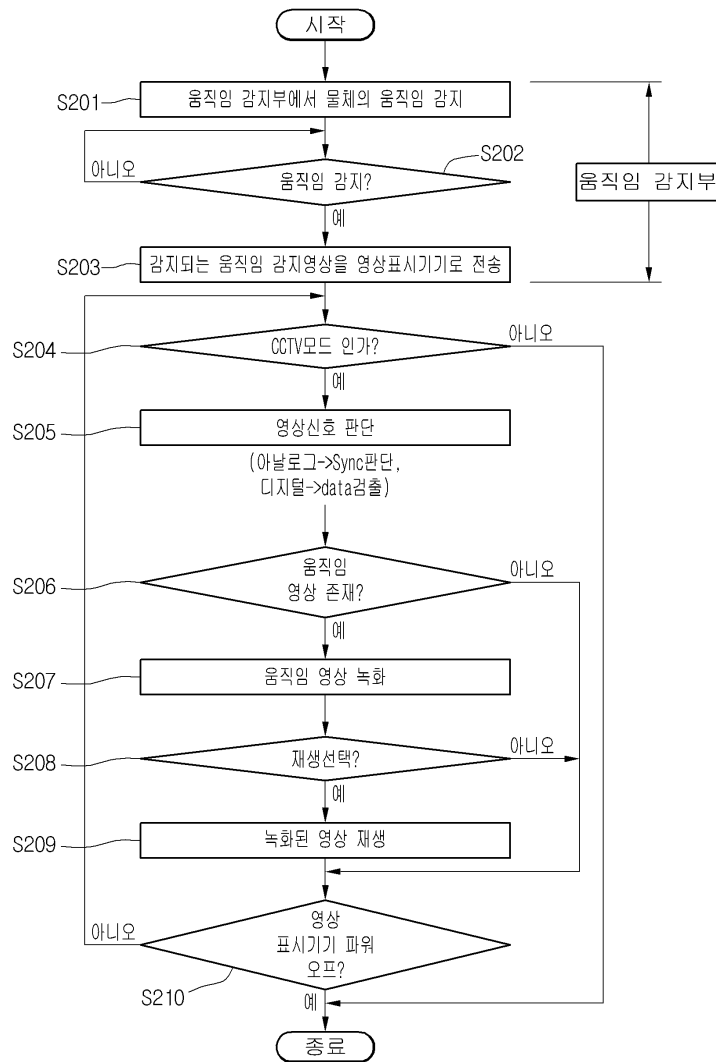 시작
S201
움직임 감지부에서 물체의 움직임 감지
S202
아니오
움직임 감지?
움직임 감지부
예
S203
감지되는 움직임 감지영상을 영상표시기기로 전송
S204
CCTV모드 인가?
아니오
예
S205
영상신호 판단
(아날로그->Sync판단,
디지털->data검출)
S206
움직임
영상 존재?
아니오
예
S207
움직임 영상 녹화
S208
재생선택?
아니오
예
S209
녹화된 영상 재생
아니오
영상
표시기기 파워
오프?
S210
예
종료